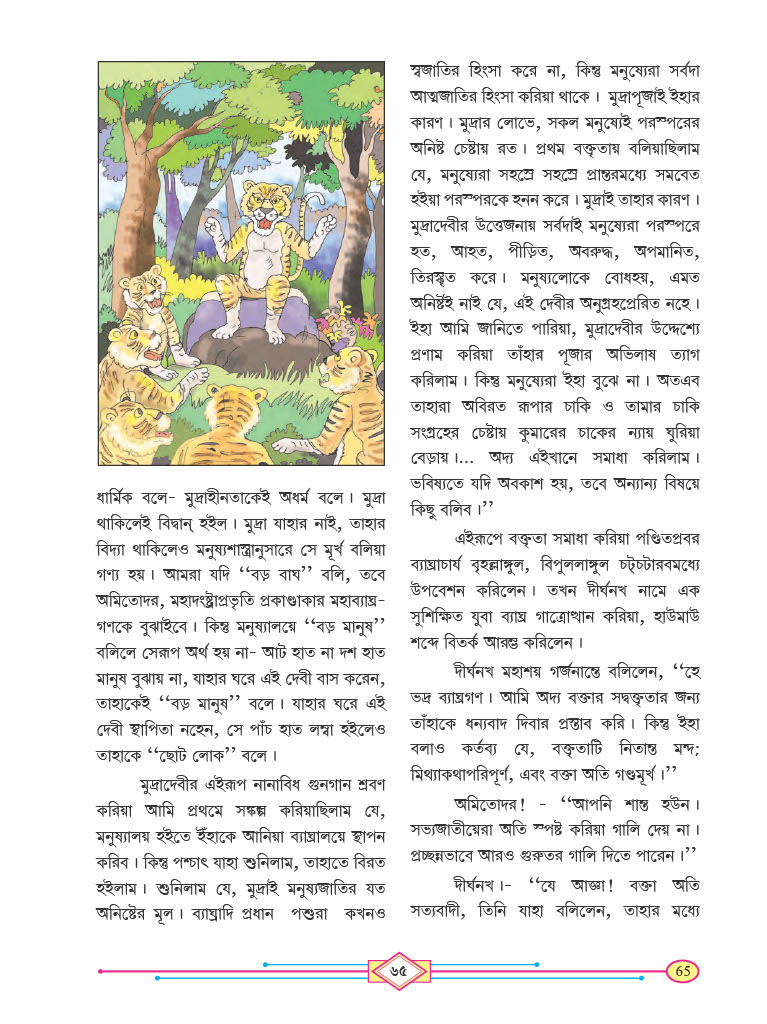 ধার্মিক বলে- মুদ্রাহীনতাকেই অধর্ম বলে। মুদ্রা
থাকিলেই বিদ্বান্ হইল। মুদ্রা যাহার নাই, তাহার
বিদ্যা থাকিলেও মনুষ্যশাস্ত্রানুসারে সে মূর্খ বলিয়া
গণ্য হয়। আমরা যদি ‘‘বড় বাঘ’’ বলি, তবে
অমিতোদর, মহাদংষ্ট্রাপ্রভৃতি প্রকাণ্ডাকার মহাব্যাঘ্র-
গণকে বুঝাইবে। কিন্তু মনুষ্যালয়ে ‘‘বড় মানুষ’’
বলিলে সেরূপ অর্থ হয় না- আট হাত না দশ হাত
মানুষ বুঝায় না, যাহার ঘরে এই দেবী বাস করেন,
তাহাকেই ‘‘বড় মানুষ’’ বলে। যাহার ঘরে এই
দেবী স্থাপিতা নহেন, সে পাঁচ হাত লম্বা হইলেও
তাহাকে ‘‘ছোট লোক’’ বলে।
মুদ্রাদেবীর এইরূপ নানাবিধ গুনগান শ্রবণ
করিয়া আমি প্রথমে সঙ্কল্প করিয়াছিলাম যে,
মনুষ্যালয় হইতে ইঁহাকে আনিয়া ব্যাঘ্রালয়ে স্থাপন
করিব। কিন্তু পশ্চাৎ যাহা শুনিলাম, তাহাতে বিরত
হইলাম। শুনিলাম যে, মুদ্রাই মনুষ্যজাতির যত
অনিষ্টের মূল। ব্যাঘ্রাদি প্রধান পশুরা কখনও
স্বজাতির হিংসা করে না, কিন্তু মনুষ্যেরা সর্বদা
আত্মজাতির হিংসা করিয়া থাকে। মুদ্রাপূজাই ইহার
কারণ। মুদ্রার লোভে, সকল মনুষ্যেই পরস্পরের
অনিষ্ট চেষ্টায় রত। প্রথম বক্তৃতায় বলিয়াছিলাম
যে, মনুষ্যেরা সহস্রে সহস্রে প্রান্তরমধ্যে সমবেত
হইয়া পরস্পরকে হনন করে। মুদ্রাই তাহার কারণ।
মুদ্রাদেবীর উত্তেজনায় সর্বদাই মনুষ্যেরা পরস্পরে
হত, আহত, পীড়িত, অবরুদ্ধ, অপমানিত,
তিরস্কৃত করে। মনুষ্যলোকে বোধহয়, এমত
অনিষ্টই নাই যে, এই দেবীর অনুগ্রহপ্রেরিত নহে।
ইহা আমি জানিতে পারিয়া, মুদ্রাদেবীর উদ্দেশ্যে
প্রণাম করিয়া তাঁহার পূজার অভিলাষ ত্যাগ
করিলাম। কিন্তু মনুষ্যেরা ইহা বুঝে না। অতএব
তাহারা অবিরত রূপার চাকি ও তামার চাকি
সংগ্রহের চেষ্টায় কুমারের চাকের ন্যায় ঘুরিয়া
বেড়ায়।... অদ্য এইখানে সমাধা করিলাম।
ভবিষ্যতে যদি অবকাশ হয়, তবে অন্যান্য বিষয়ে
কিছু বলিব।’’
এইরূপে বক্তৃতা সমাধা করিয়া পণ্ডিতপ্রবর
ব্যাঘ্রাচার্য বৃহল্লাঙ্গুল, বিপুললাঙ্গুল চট্চটারবমধ্যে
উপবেশন করিলেন। তখন দীর্ঘনখ নামে এক
সুশিক্ষিত যুবা ব্যাঘ্র গাত্রোত্থান করিয়া, হাউমাউ
শব্দে বিতর্ক আরম্ভ করিলেন।
দীর্ঘনখ মহাশয় গর্জনান্তে বলিলেন, ‘‘হে
ভদ্র ব্যাঘ্রগণ। আমি অদ্য বক্তার সদ্বক্তৃতার জন্য
তাঁহাকে ধন্যবাদ দিবার প্রস্তাব করি। কিন্তু ইহা
বলাও কর্তব্য যে, বক্তৃতাটি নিতান্ত মন্দ:
মিথ্যাকথাপরিপূর্ণ, এবং বক্তা অতি গণ্ডমূর্খ।’’
অমিতোদর! - ‘‘আপনি শান্ত হউন।
সভ্যজাতীয়েরা অতি স্পষ্ট করিয়া গালি দেয় না।
প্রচ্ছন্নভাবে আরও গুরুতর গালি দিতে পারেন।’’
দীর্ঘনখ।- ‘‘যে আজ্ঞা! বক্তা অতি
সত্যবাদী, তিনি যাহা বলিলেন, তাহার মধ্যে
৬৫
65